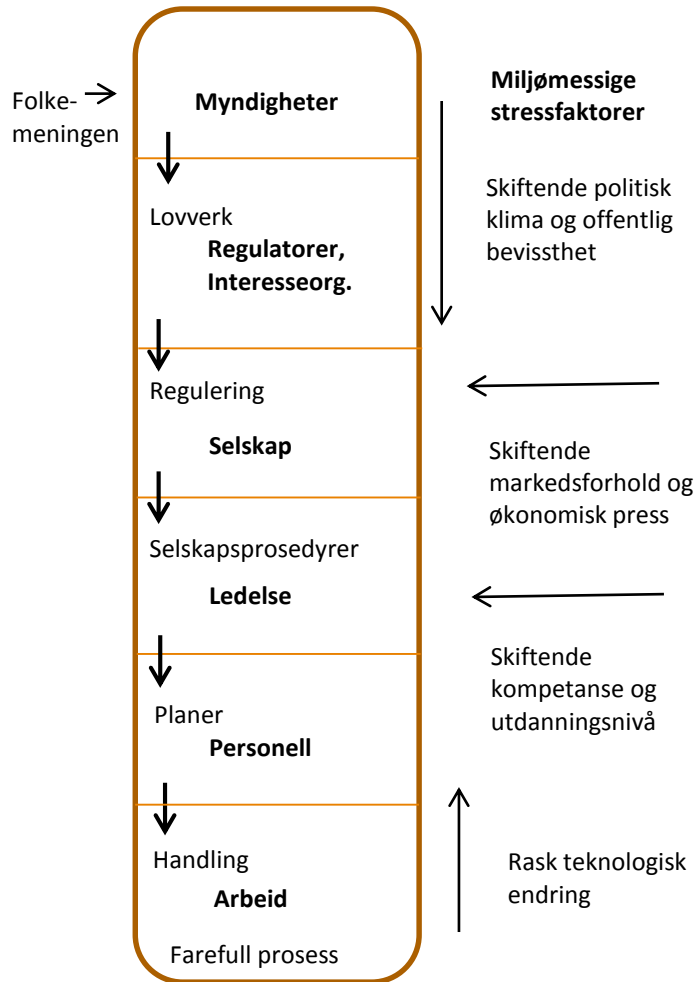 Folke-
meningen
Myndigheter
Miljømessige
stressfaktorer
Skiftende politisk
klima og offentlig
bevissthet
Lovverk
Regulatorer,
Interesseorg.
Regulering
Selskap
Skiftende
markedsforhold og
økonomisk press
Selskapsprosedyrer
Ledelse
Skiftende
kompetanse og
utdanningsnivå
Planer
Personell
Handling
Arbeid
Farefull prosess
Rask teknologisk
endring